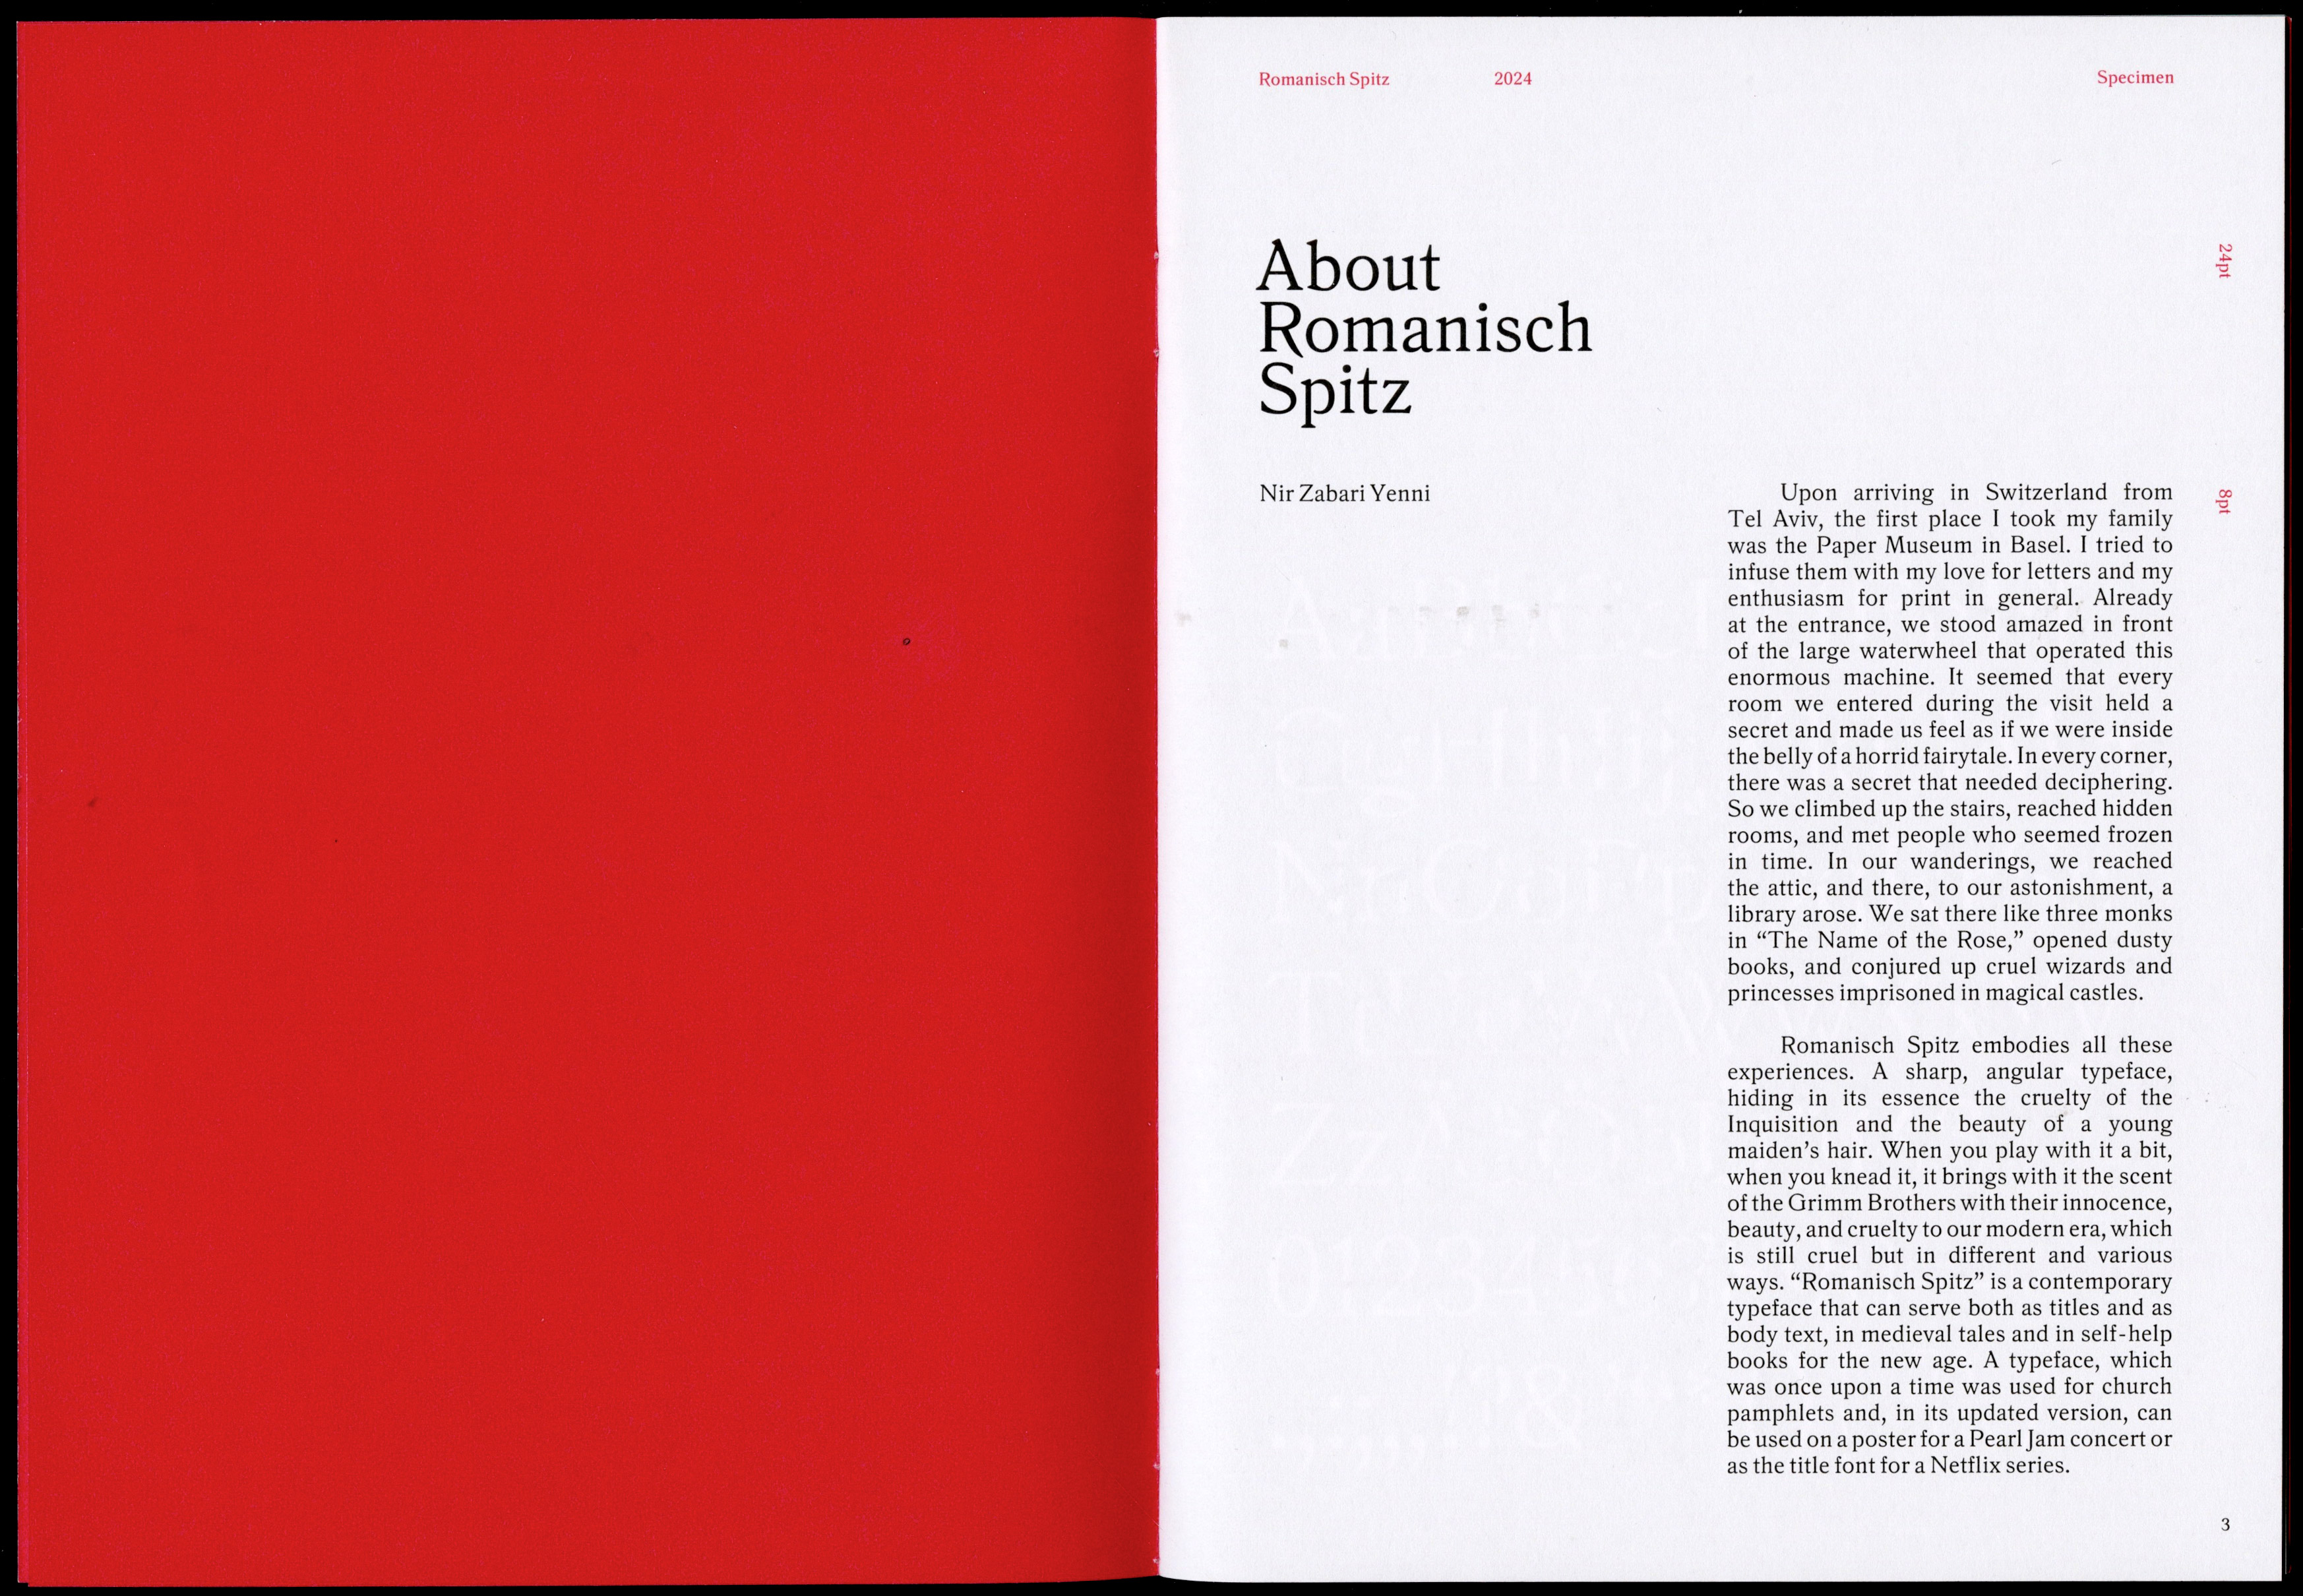 Romanisch Spitz 2024 Specimen
About
Romanisch
Spitz
24pt
Nir Zabari Yenni
8pt
Upon arriving in Switzerland from
Tel Aviv, the first place I took my family
was the Paper Museum in Basel. I tried to
infuse them with my love for letters and my
enthusiasm for print in general. Already
at the entrance, we stood amazed in front
of the large waterwheel that operated this
enormous machine. It seemed that every
room we entered during the visit held a
secret and made us feel as if we were inside
the belly of a horrid fairytale. In every corner,
there was a secret that needed deciphering.
So we climbed up the stairs, reached hidden
rooms, and met people who seemed frozen
in time. In our wanderings, we reached
the attic, and there, to our astonishment, a
library arose. We sat there like three monks
in “The Name of the Rose,” opened dusty
books, and conjured up cruel wizards and
princesses imprisoned in magical castles.
Romanisch Spitz embodies all these
experiences. A sharp, angular typeface,
hiding in its essence the cruelty of the
Inquisition and the beauty of a young
maiden’s hair. When you play with it a bit,
when you knead it, it brings with it the scent
of the Grimm Brothers with their innocence,
beauty, and cruelty to our modern era, which
is still cruel but in different and various
ways. “Romanisch Spitz” is a contemporary
typeface that can serve both as titles and as
body text, in medieval tales and in self-help
books for the new age. A typeface, which
was once upon a time was used for church
pamphlets and, in its updated version, can
be used on a poster for a Pearl Jam concert or
as the title font for a Netflix series.
3